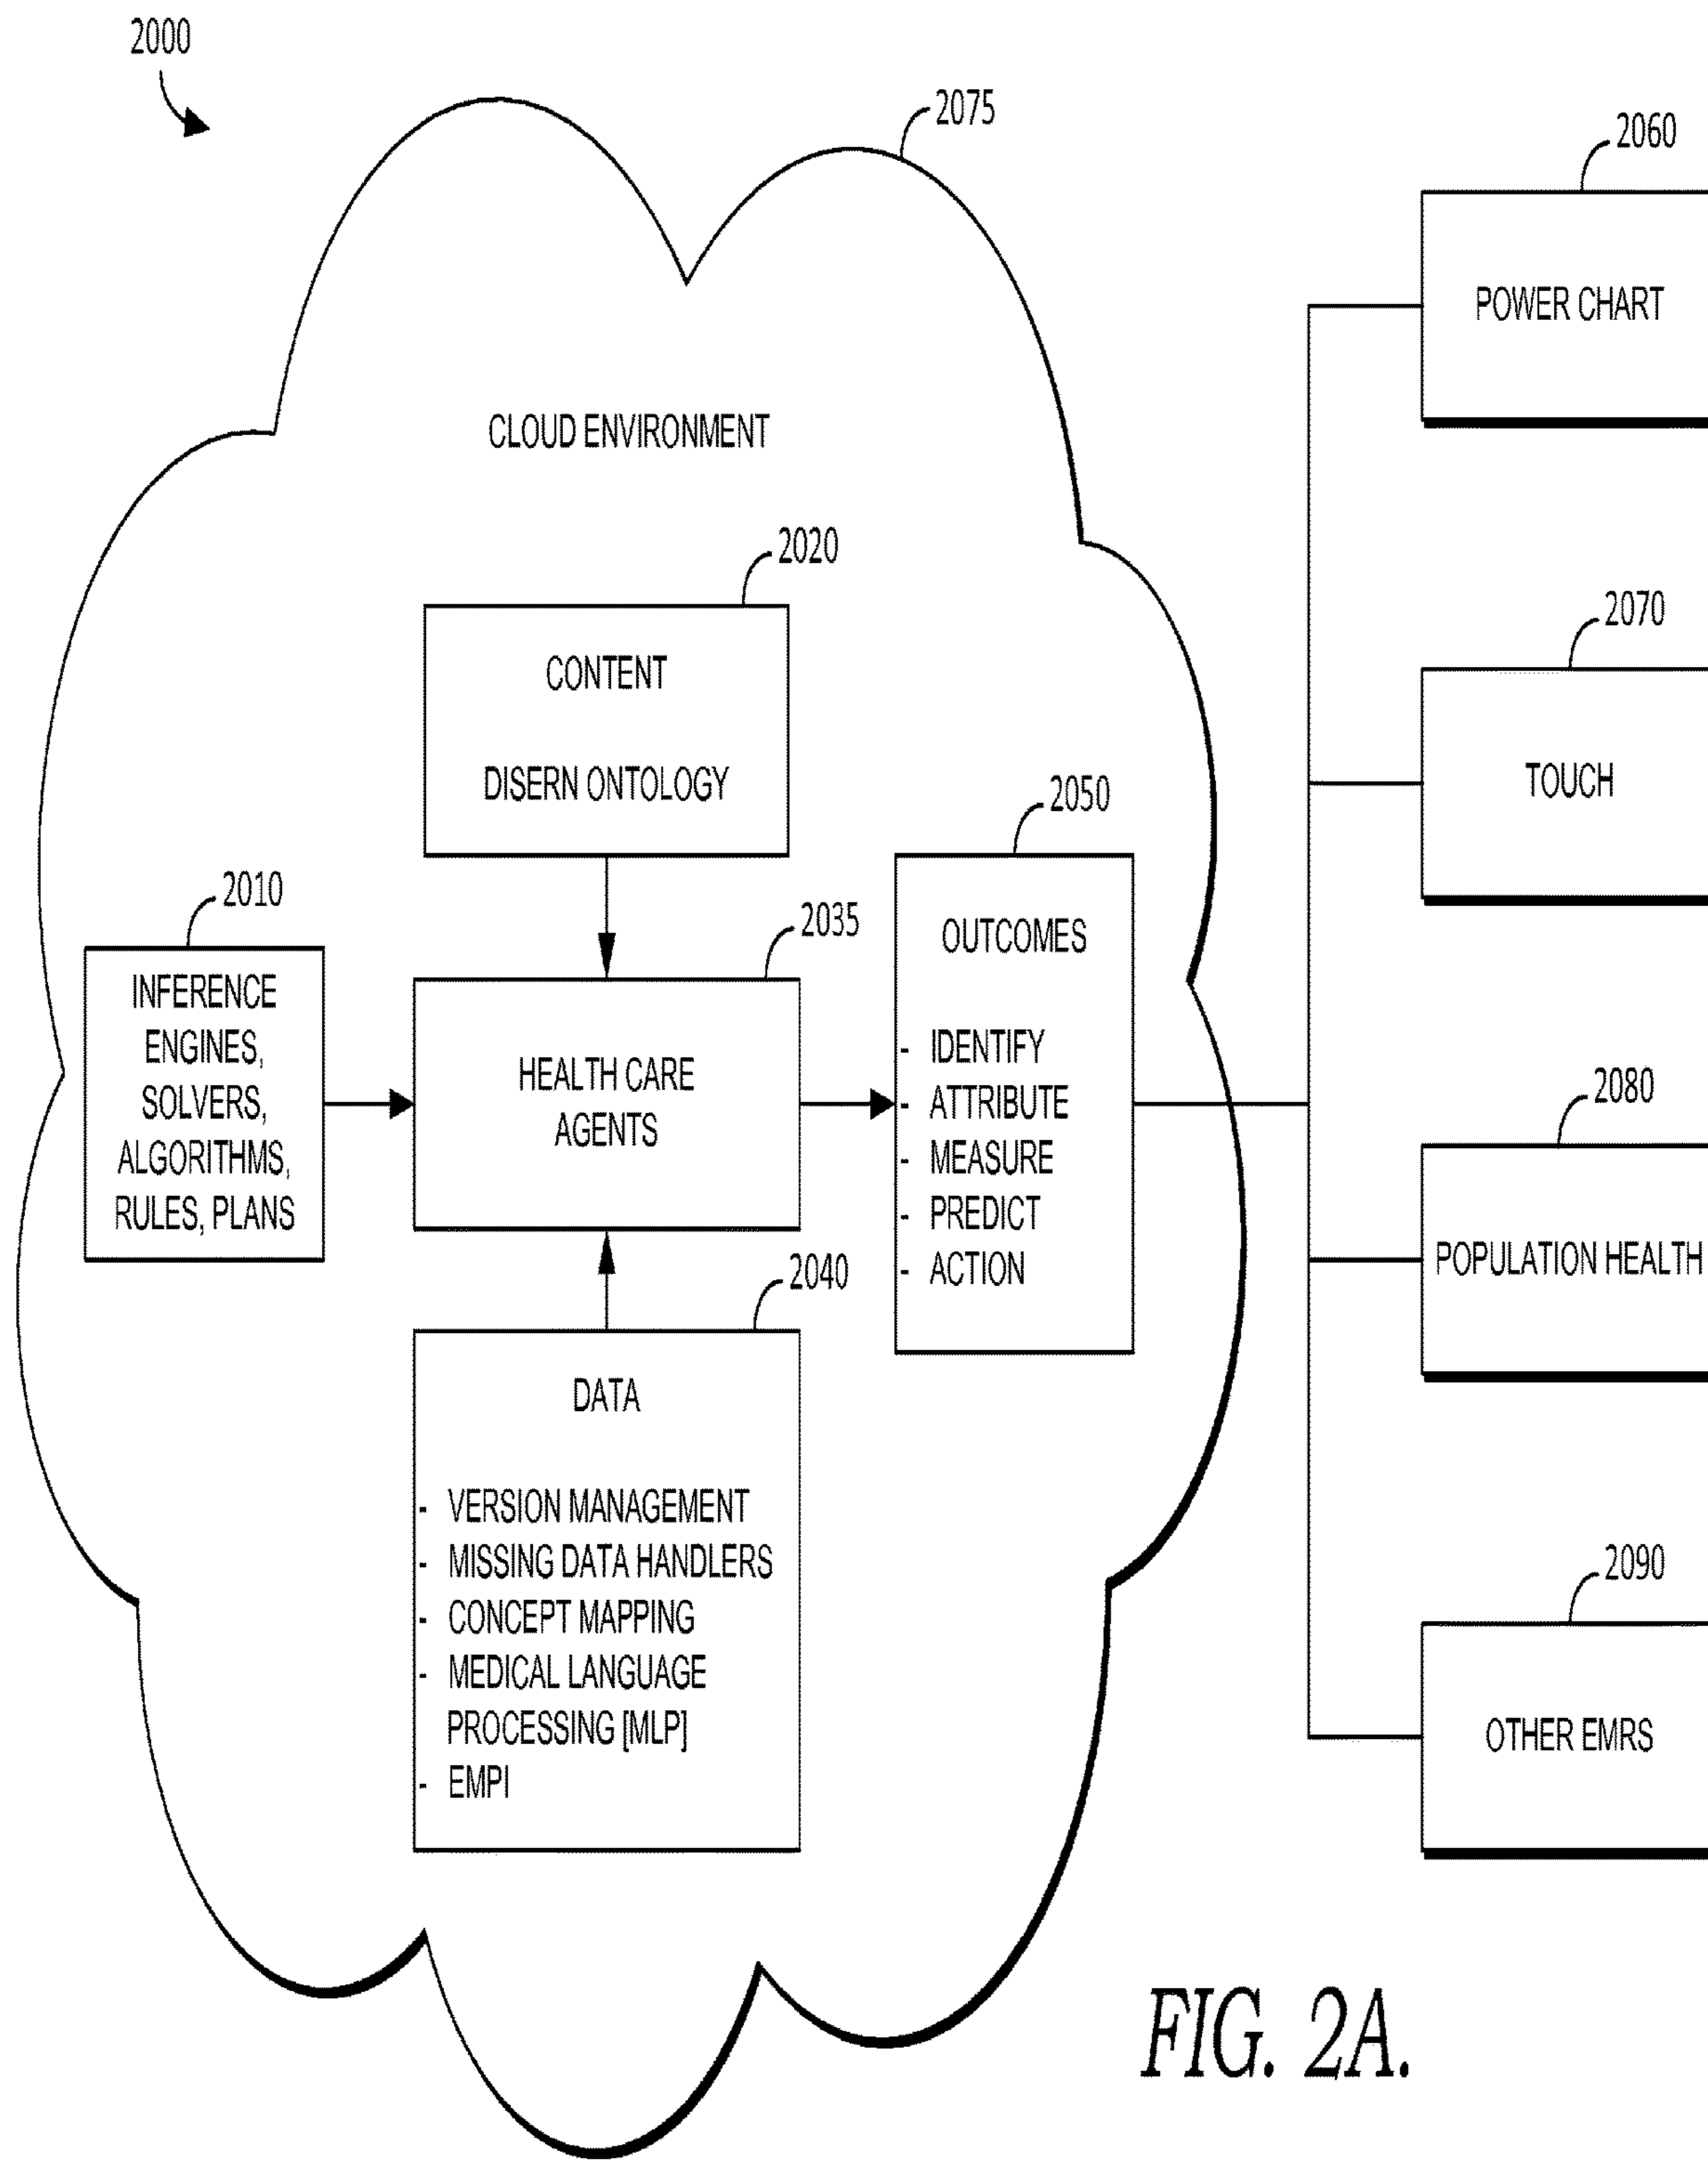 2000
2075
2060
POWER CHART
CLOUD ENVIRONMENT
2020
CONTENT
DISERN ONTOLOGY
2070
TOUCH
2050
OUTCOMES
- IDENTIFY
- ATTRIBUTE
- MEASURE
- PREDICT
- ACTION
2010
INFERENCE
ENGINES,
SOLVERS,
ALGORITHMS,
RULES, PLANS
2035
HEALTH CARE
AGENTS
2080
POPULATION HEALTH
2040
DATA
- VERSION MANAGEMENT
- MISSING DATA HANDLERS
- CONCEPT MAPPING
- MEDICAL LANGUAGE
PROCESSING [MLP]
- EMPI
2090
OTHER EMRS
FIG. 2A.